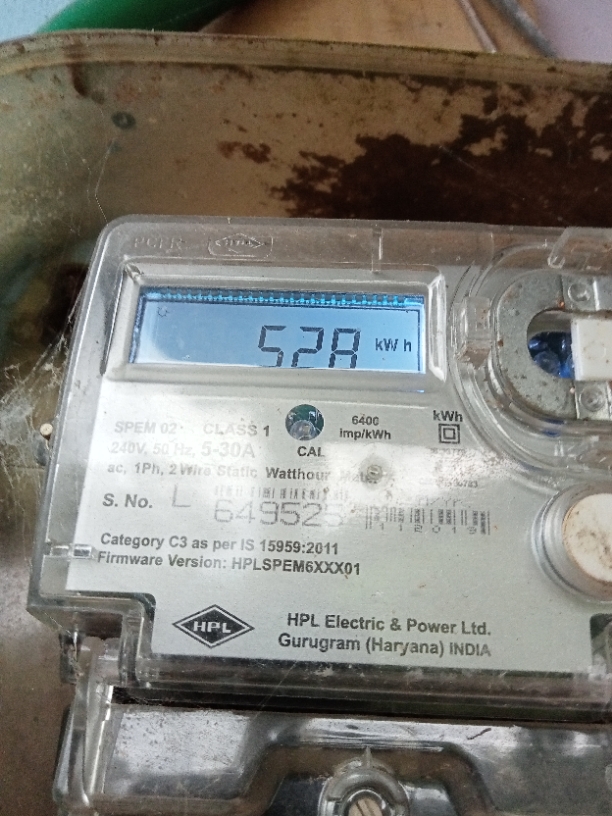 528 kWh
SPEM 02 CLASS 1
6400 imp/kWh
kWh
240V, 50 Hz, 5-30A
CAL
ac, 1Ph, 2 Wire Static Watthour
S. No. L 649525
Category C3 as per IS 15959:2011
Firmware Version: HPLSPEM6XXX01
HPL
HPL Electric & Power Ltd.
Gurugram (Haryana) INDIA